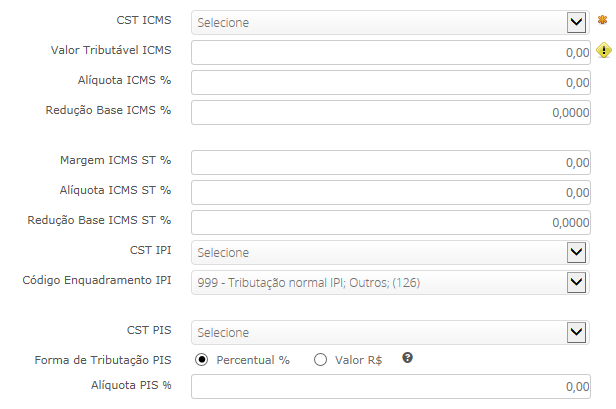 CST ICMS Selecione
Valor Tributável ICMS 0,00
Alíquota ICMS % 0,00
Redução Base ICMS % 0,0000
Margem ICMS ST % 0,00
Alíquota ICMS ST % 0,00
Redução Base ICMS ST % 0,0000
CST IPI Selecione
Código Enquadramento IPI 999 - Tributação normal IPI; Outros; (126)
CST PIS Selecione
Forma de Tributação PIS Percentual % Valor R$ ?
Alíquota PIS % 0,00